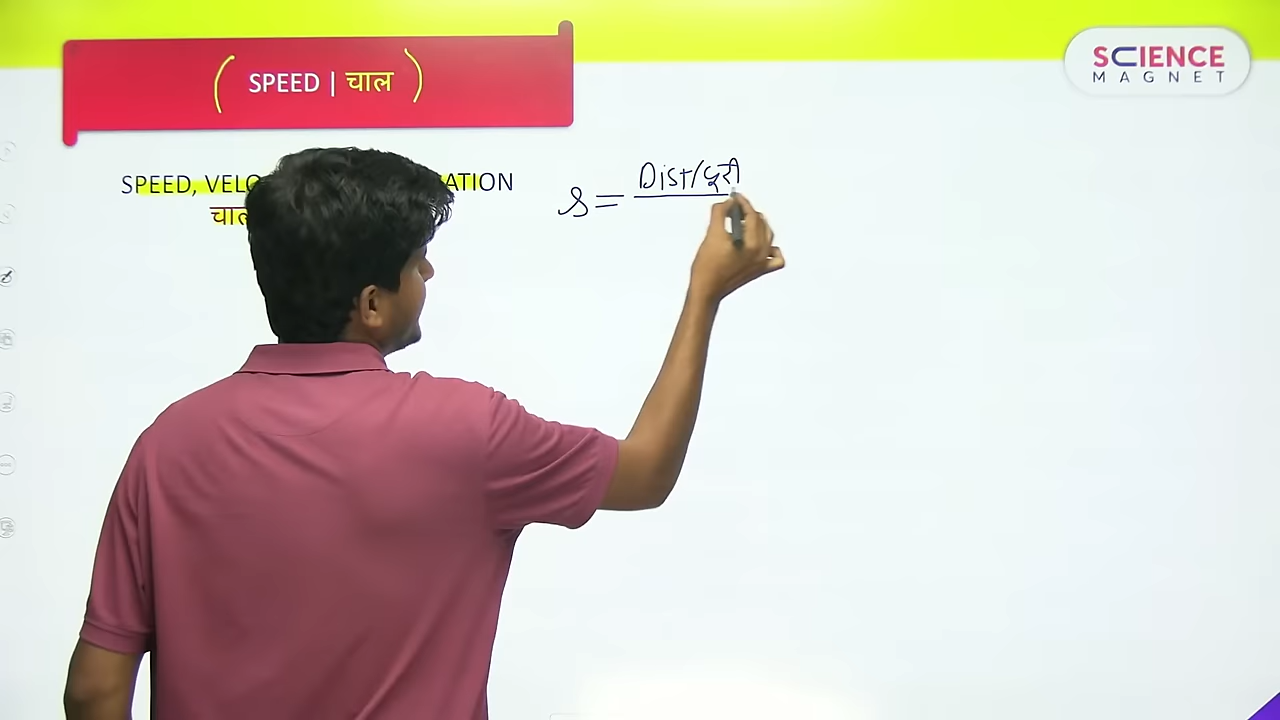 ( SPEED | चाल )
SCIENCE
MAGNET
SPEED, VELO ATION
चाल
s = Dist/दूरी